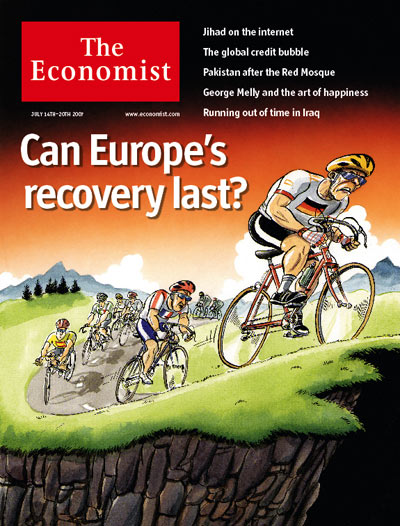 The
Economist
JULY 14TH-20TH 2007
www.economist.com
Jihad on the internet
The global credit bubble
Pakistan after the Red Mosque
George Melly and the art of happiness
Running out of time in Iraq
Can Europe's
recovery last?